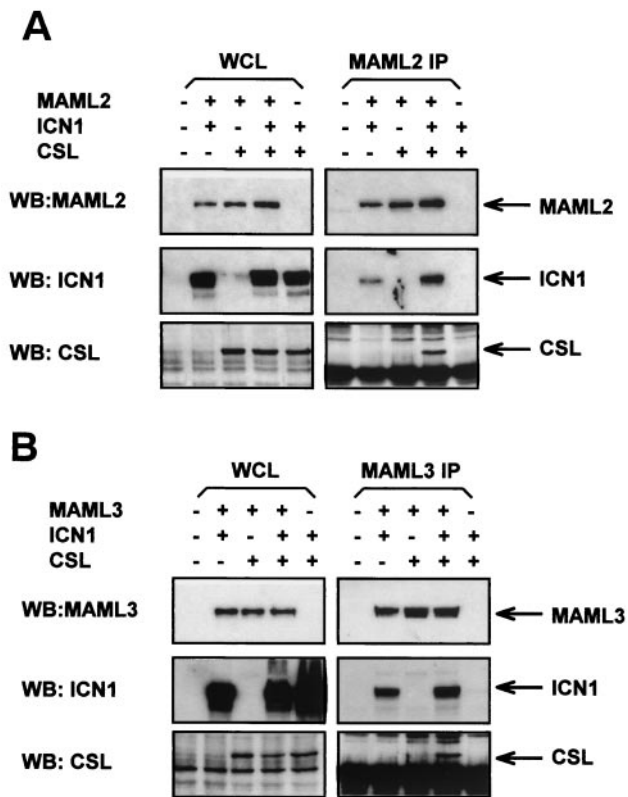 A
WCL MAML2 IP
MAML2 - + + + - - + + + -
ICN1 - + - + + - + - + +
CSL - - + + + - - + + +
WB:MAML2 MAML2
WB: ICN1 ICN1
WB: CSL CSL
B
WCL MAML3 IP
MAML3 - + + + - - + + + -
ICN1 - + - + + - + - + +
CSL - - + + + - - + + +
WB:MAML3 MAML3
WB: ICN1 ICN1
WB: CSL CSL